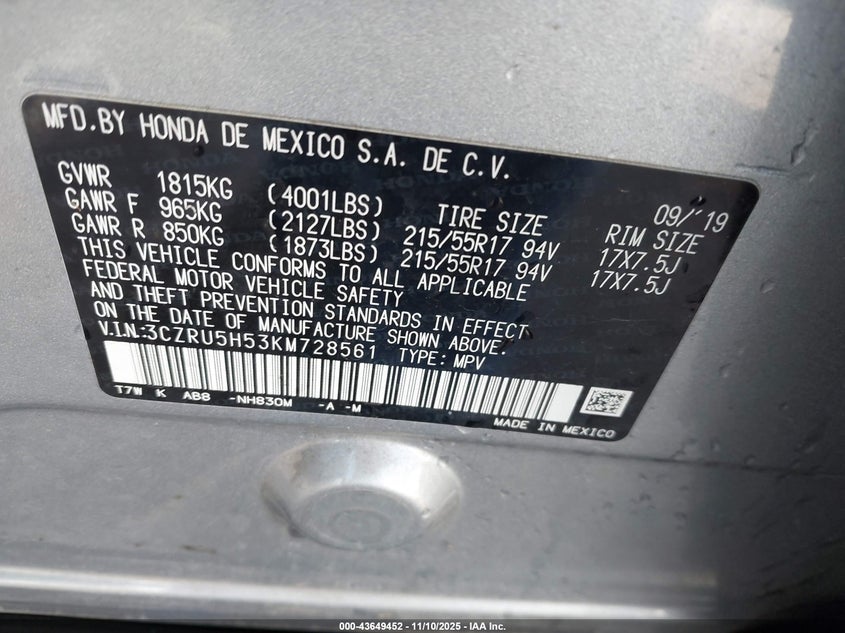 MFD.BY HONDA DE MEXICO S.A. DE C.V.
09/'19
GVWR 1815KG (4001LBS) TIRE SIZE RIM SIZE
GAWR F 965KG (2127LBS) 215/55R17 94V 17X7.5J
GAWR R 850KG (1873LBS) 215/55R17 94V 17X7.5J
THIS VEHICLE CONFORMS TO ALL APPLICABLE
FEDERAL MOTOR VEHICLE SAFETY
AND THEFT PREVENTION STANDARDS IN EFFECT
ON THE DATE OF MANUFACTURE SHOWN ABOVE.
V.I.N:3CZRU5H53KM728561 TYPE: MPV
T7W K AB8 -NH830M -A -M
MADE IN MEXICO
000-43649452 - 11/10/2025 - IAA Inc.